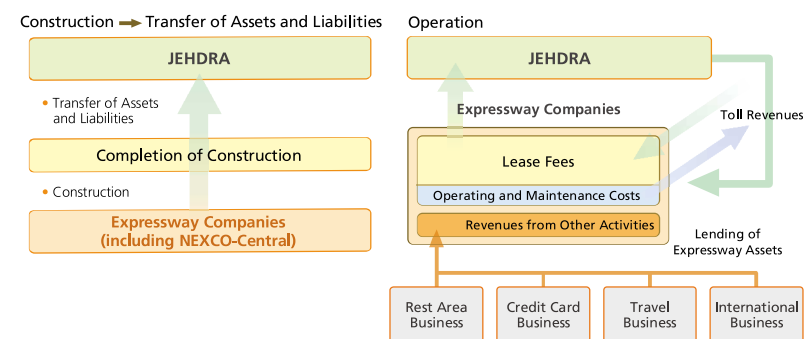 Construction → Transfer of Assets and Liabilities
JEHDRA
• Transfer of Assets
and Liabilities
Completion of Construction
• Construction
Expressway Companies
(including NEXCO-Central)
Operation
JEHDRA
Expressway Companies
Toll Revenues
Lease Fees
Operating and Maintenance Costs
Revenues from Other Activities
Lending of
Expressway Assets
Rest Area
Business
Credit Card
Business
Travel
Business
International
Business